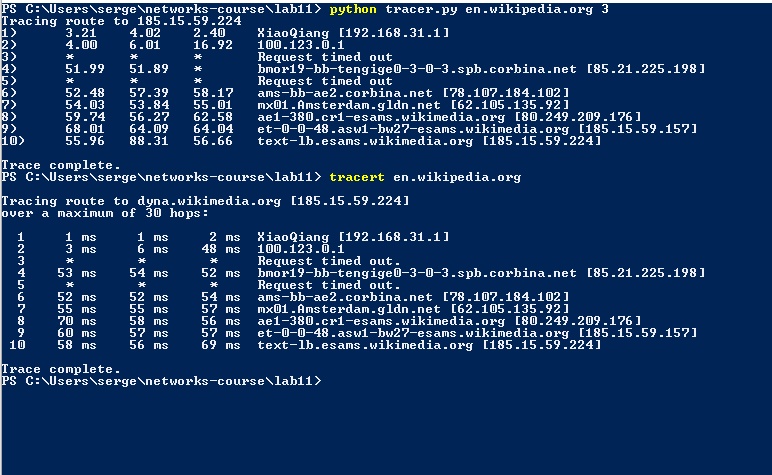 PS C:\Users\serge\networks-course\lab11> python tracer.py en.wikipedia.org 3
Tracing route to 185.15.59.224
1) 3.21 4.02 2.40 XiaoQiang [192.168.31.1]
2) 4.00 6.01 16.92 100.123.0.1
3) * * * Request timed out
4) 51.99 51.89 * bmor19-bb-tengige0-3-0-3.spb.corbina.net [85.21.225.198]
5) * * * Request timed out
6) 52.48 57.39 58.17 ams-bb-ae2.corbina.net [78.107.184.102]
7) 54.03 53.84 55.01 mx01.Amsterdam.gldn.net [62.105.135.92]
8) 59.74 56.27 62.58 ae1-380.cr1-esams.wikimedia.org [80.249.209.176]
9) 68.01 64.09 64.04 et-0-0-48.asw1-bw27-esams.wikimedia.org [185.15.59.157]
10) 55.96 88.31 56.66 text-lb.esams.wikimedia.org [185.15.59.224]
Trace complete.
PS C:\Users\serge\networks-course\lab11> tracert en.wikipedia.org
Tracing route to dyna.wikimedia.org [185.15.59.224]
over a maximum of 30 hops:
1 1 ms 1 ms 2 ms XiaoQiang [192.168.31.1]
2 3 ms 6 ms 48 ms 100.123.0.1
3 * * * Request timed out.
4 53 ms 54 ms 52 ms bmor19-bb-tengige0-3-0-3.spb.corbina.net [85.21.225.198]
5 * * * Request timed out.
6 52 ms 52 ms 54 ms ams-bb-ae2.corbina.net [78.107.184.102]
7 55 ms 55 ms 57 ms mx01.Amsterdam.gldn.net [62.105.135.92]
8 70 ms 58 ms 56 ms ae1-380.cr1-esams.wikimedia.org [80.249.209.176]
9 60 ms 57 ms 57 ms et-0-0-48.asw1-bw27-esams.wikimedia.org [185.15.59.157]
10 58 ms 56 ms 69 ms text-lb.esams.wikimedia.org [185.15.59.224]
Trace complete.
PS C:\Users\serge\networks-course\lab11>